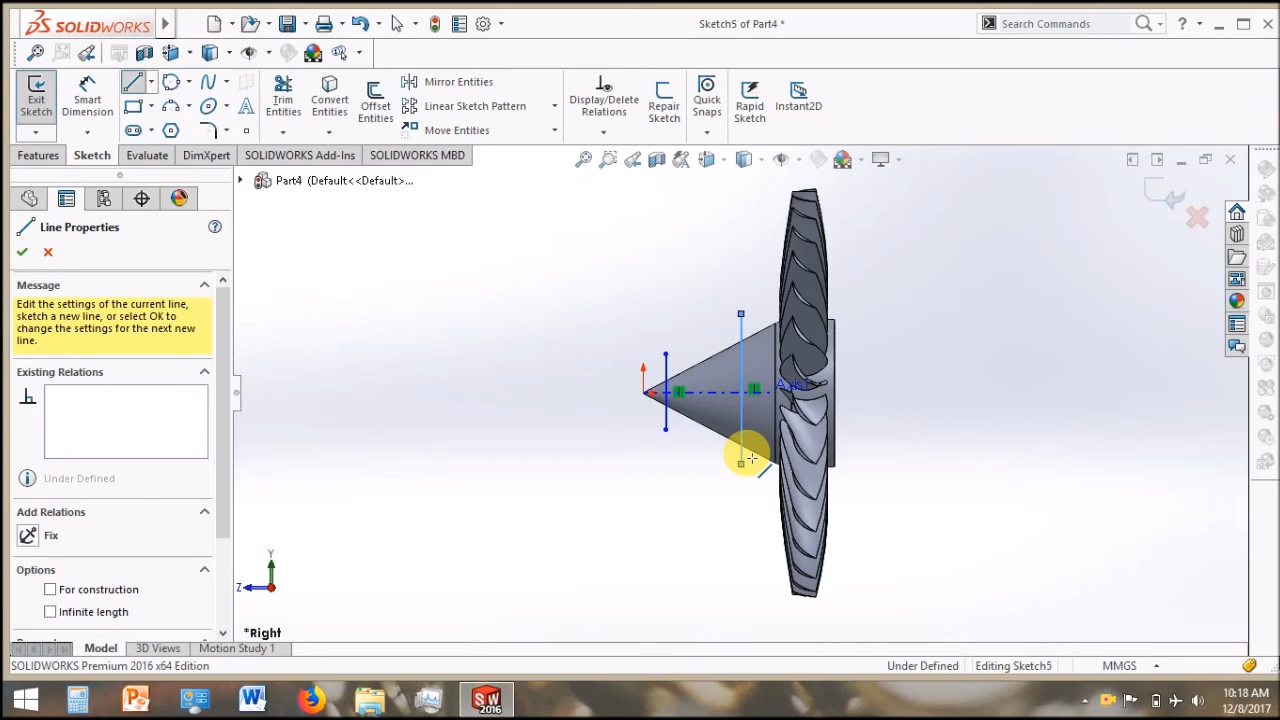 SOLIDWORKS
Sketch5 of Part4 *
Search Commands
?
Exit Sketch
Smart Dimension
Trim Entities
Convert Entities
Offset Entities
Mirror Entities
Linear Sketch Pattern
Move Entities
Display/Delete Relations
Repair Sketch
Quick Snaps
Rapid Sketch
Instant2D
Features
Sketch
Evaluate
DimXpert
SOLIDWORKS Add-Ins
SOLIDWORKS MBD
Part4 (Default<<Default>...
Line Properties
?
Message
Edit the settings of the current line,
sketch a new line, or select OK to
change the settings for the next new
line.
Existing Relations
Under Defined
Add Relations
Fix
Options
For construction
Infinite length
Axis1
Y
Z
*Right
Model
3D Views
Motion Study 1
SOLIDWORKS Premium 2016 x64 Edition
Under Defined
Editing Sketch5
MMGS
10:18 AM
12/8/2017
SW
2016